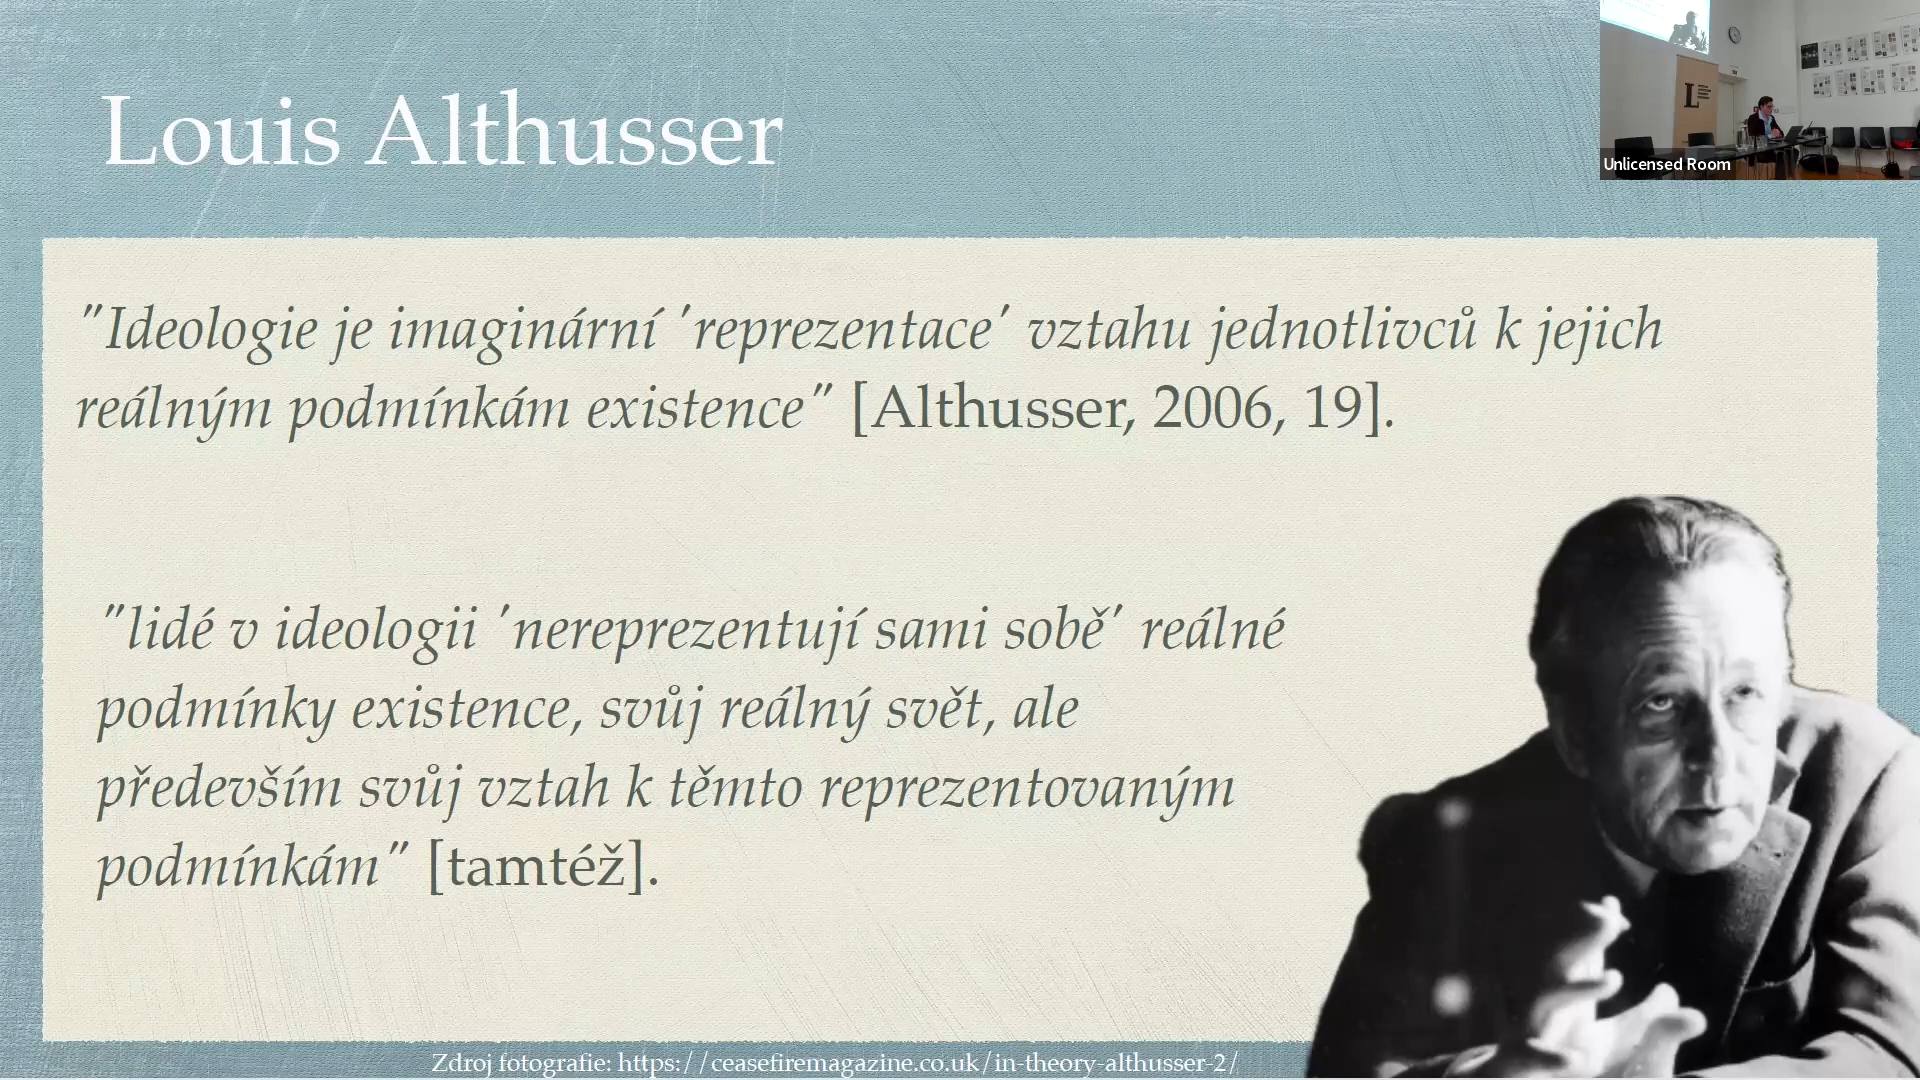 Louis Althusser
Unlicensed Room
"Ideologie je imaginární 'reprezentace' vztahu jednotlivců k jejich
reálným podmínkám existence" [Althusser, 2006, 19].
"lidé v ideologii 'nereprezentují sami sobě' reálné
podmínky existence, svůj reálný svět, ale
především svůj vztah k těmto reprezentovaným
podmínkám" [tamtéž].
Zdroj fotografie: https://ceasefiremagazine.co.uk/in-theory-althusser-2/